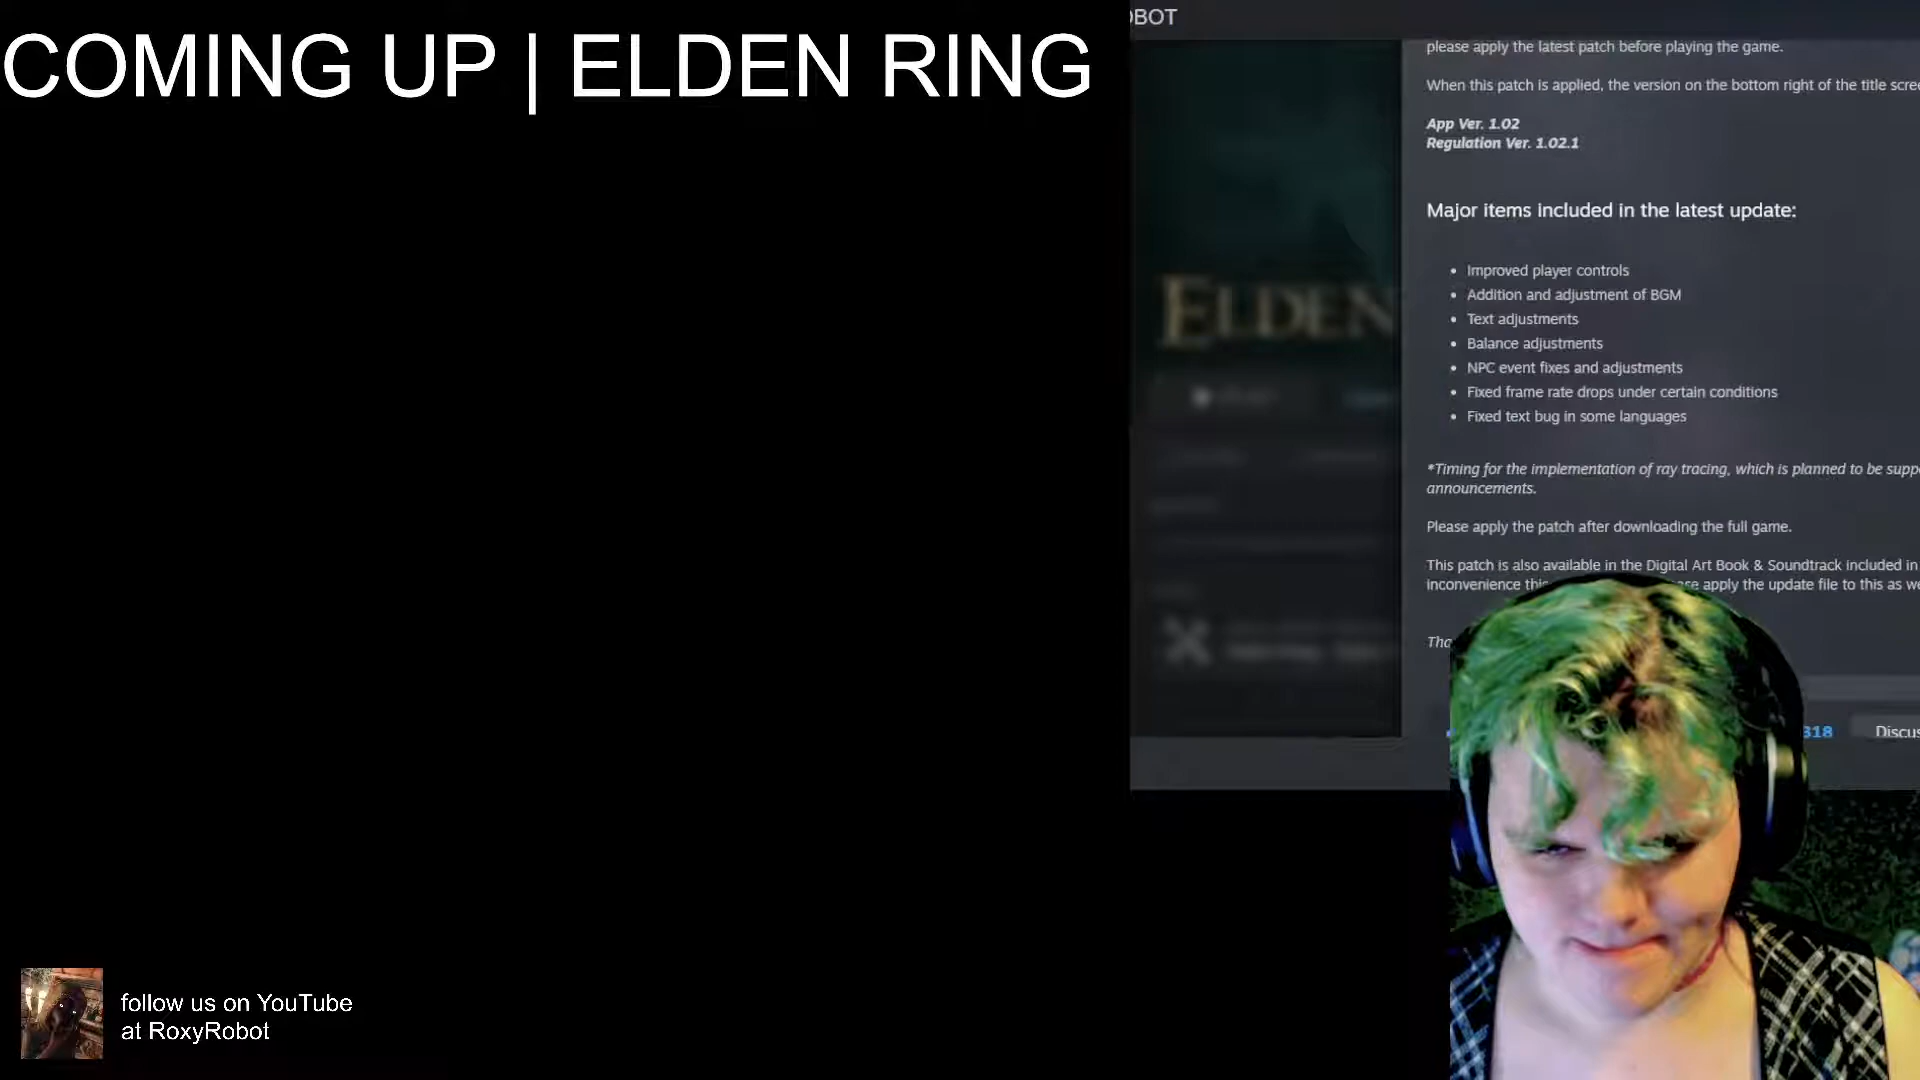 COMING UP | ELDEN RING
OBOT
please apply the latest patch before playing the game.
When this patch is applied, the version on the bottom right of the title scree
App Ver. 1.02
Regulation Ver. 1.02.1
Major items included in the latest update:
• Improved player controls
• Addition and adjustment of BGM
• Text adjustments
• Balance adjustments
• NPC event fixes and adjustments
• Fixed frame rate drops under certain conditions
• Fixed text bug in some languages
*Timing for the implementation of ray tracing, which is planned to be supp
announcements.
Please apply the patch after downloading the full game.
This patch is also available in the Digital Art Book & Soundtrack included in
inconvenience this ase apply the update file to this as we
Tha
318
Discus
ELDEN
follow us on YouTube
at RoxyRobot